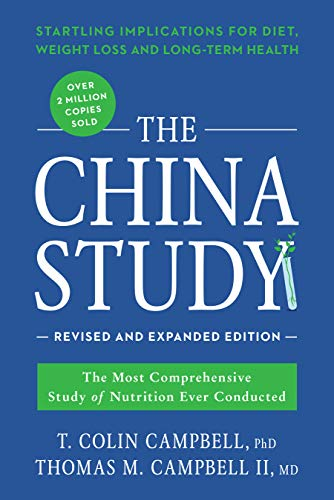 STARTLING IMPLICATIONS FOR DIET,
WEIGHT LOSS AND LONG-TERM HEALTH
OVER
2 MILLION
COPIES
SOLD
THE
CHINA
STUDY
— REVISED AND EXPANDED EDITION —
The Most Comprehensive
Study of Nutrition Ever Conducted
T. COLIN CAMPBELL, PhD
THOMAS M. CAMPBELL II, MD